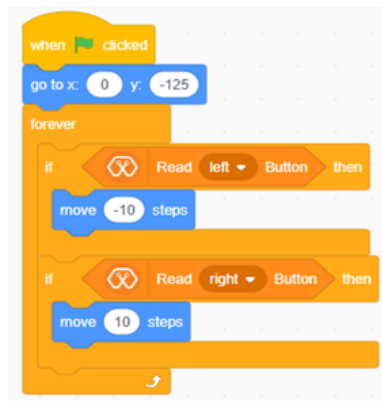 when clicked
go to x: 0 y: -125
forever
if Read left Button then
move -10 steps
if Read right Button then
move 10 steps